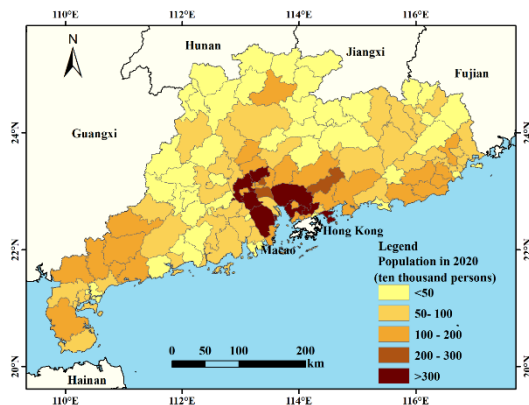 110°E 112°E 114°E 116°E
N
Hunan
Jiangxi
Fujian
Guangxi
24°N 24°N
22°N 22°N
20°N 20°N
Hong Kong
Macao
Hainan
Legend
Population in 2020
(ten thousand persons)
<50
50- 100
100 - 200
200 - 300
>300
0 50 100 200
km
110°E 112°E 114°E 116°E